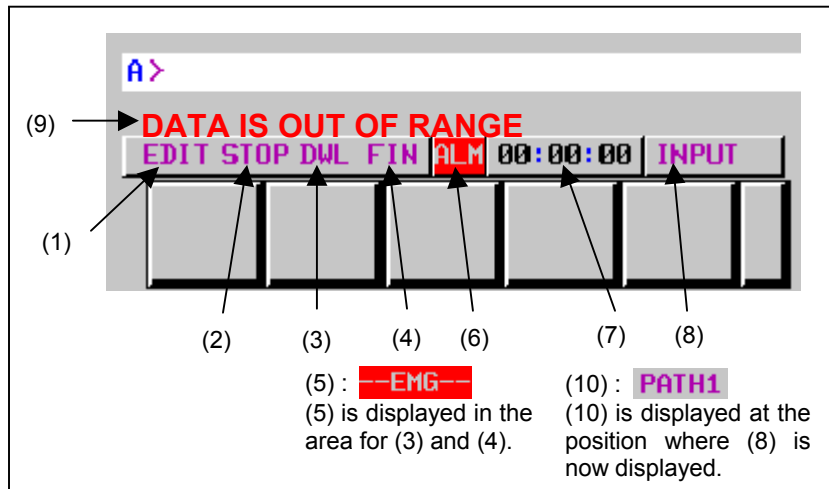 A>
(9)
DATA IS OUT OF RANGE
EDIT STOP DWL FIN ALM 00:00:00 INPUT
(1)
(2) (3) (4) (6) (7) (8)
(5) : --EMG--
(5) is displayed in the
area for (3) and (4).
(10) : PATH1
(10) is displayed at the
position where (8) is
now displayed.